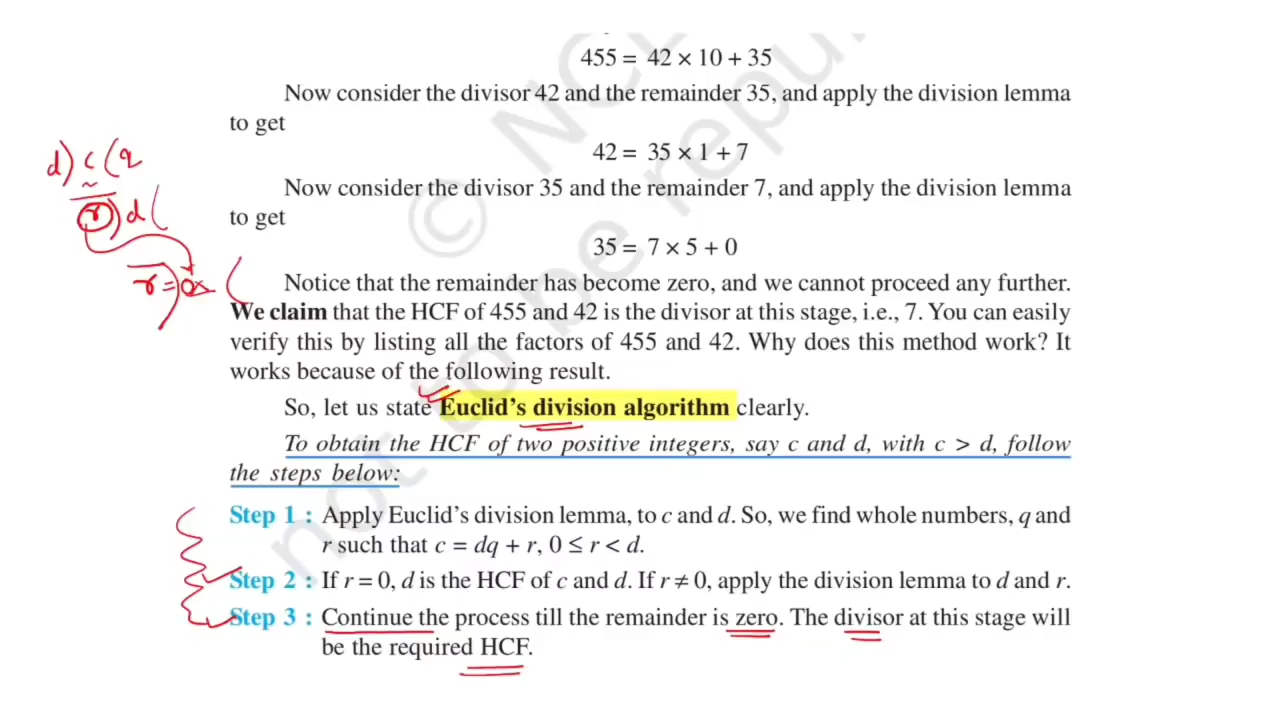 455 = 42 × 10 + 35
Now consider the divisor 42 and the remainder 35, and apply the division lemma
to get
42 = 35 × 1 + 7
Now consider the divisor 35 and the remainder 7, and apply the division lemma
to get
35 = 7 × 5 + 0
Notice that the remainder has become zero, and we cannot proceed any further.
We claim that the HCF of 455 and 42 is the divisor at this stage, i.e., 7. You can easily
verify this by listing all the factors of 455 and 42. Why does this method work? It
works because of the following result.
So, let us state Euclid's division algorithm clearly.
To obtain the HCF of two positive integers, say c and d, with c > d, follow
the steps below:
Step 1 : Apply Euclid's division lemma, to c and d. So, we find whole numbers, q and
r such that c = dq + r, 0 ≤ r < d.
Step 2 : If r = 0, d is the HCF of c and d. If r ≠ 0, apply the division lemma to d and r.
Step 3 : Continue the process till the remainder is zero. The divisor at this stage will
be the required HCF.
d) c ( q
r ) d (
not to be repu